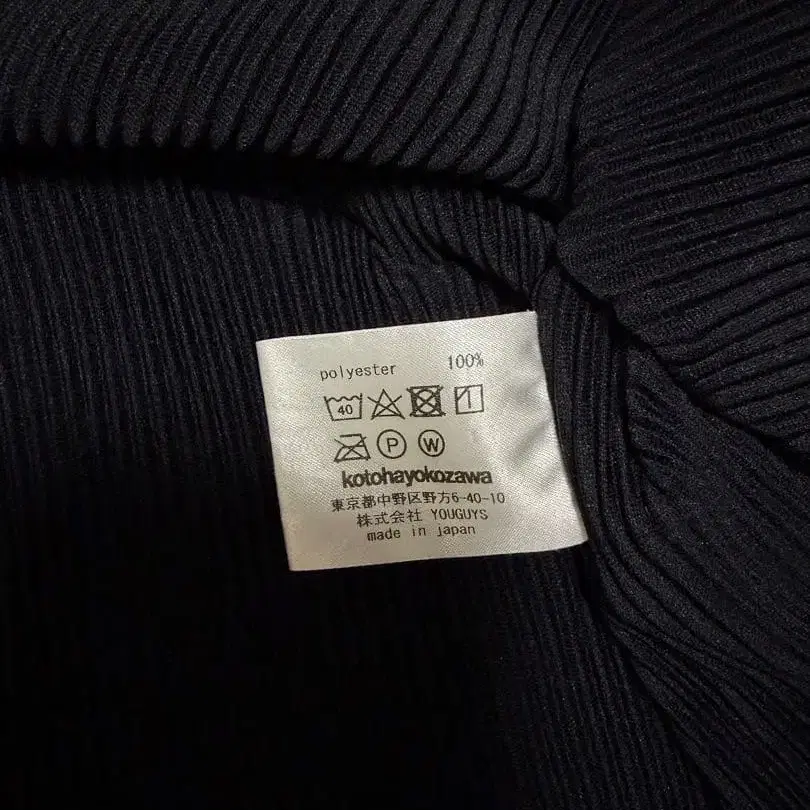 polyester 100%
40
P W
kotohayokozawa
東京都中野区野方6-40-10
株式会社 YOUGUYS
made in japan